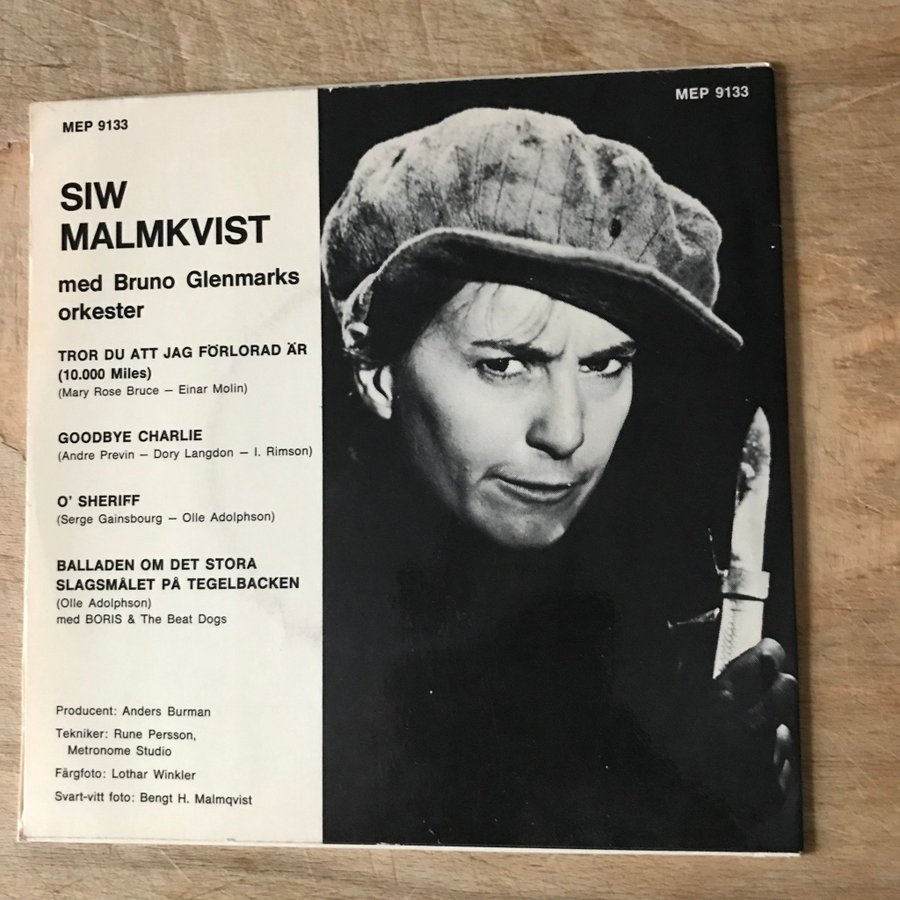 MEP 9133
MEP 9133
SIW
MALMKVIST
med Bruno Glenmarks
orkester
TROR DU ATT JAG FÖRLORAD ÄR
(10.000 Miles)
(Mary Rose Bruce – Einar Molin)
GOODBYE CHARLIE
(Andre Previn – Dory Langdon – I. Rimson)
O' SHERIFF
(Serge Gainsbourg – Olle Adolphson)
BALLADEN OM DET STORA
SLAGSMÅLET PÅ TEGELBACKEN
(Olle Adolphson)
med BORIS & The Beat Dogs
Producent: Anders Burman
Tekniker: Rune Persson,
Metronome Studio
Färgfoto: Lothar Winkler
Svart-vitt foto: Bengt H. Malmqvist